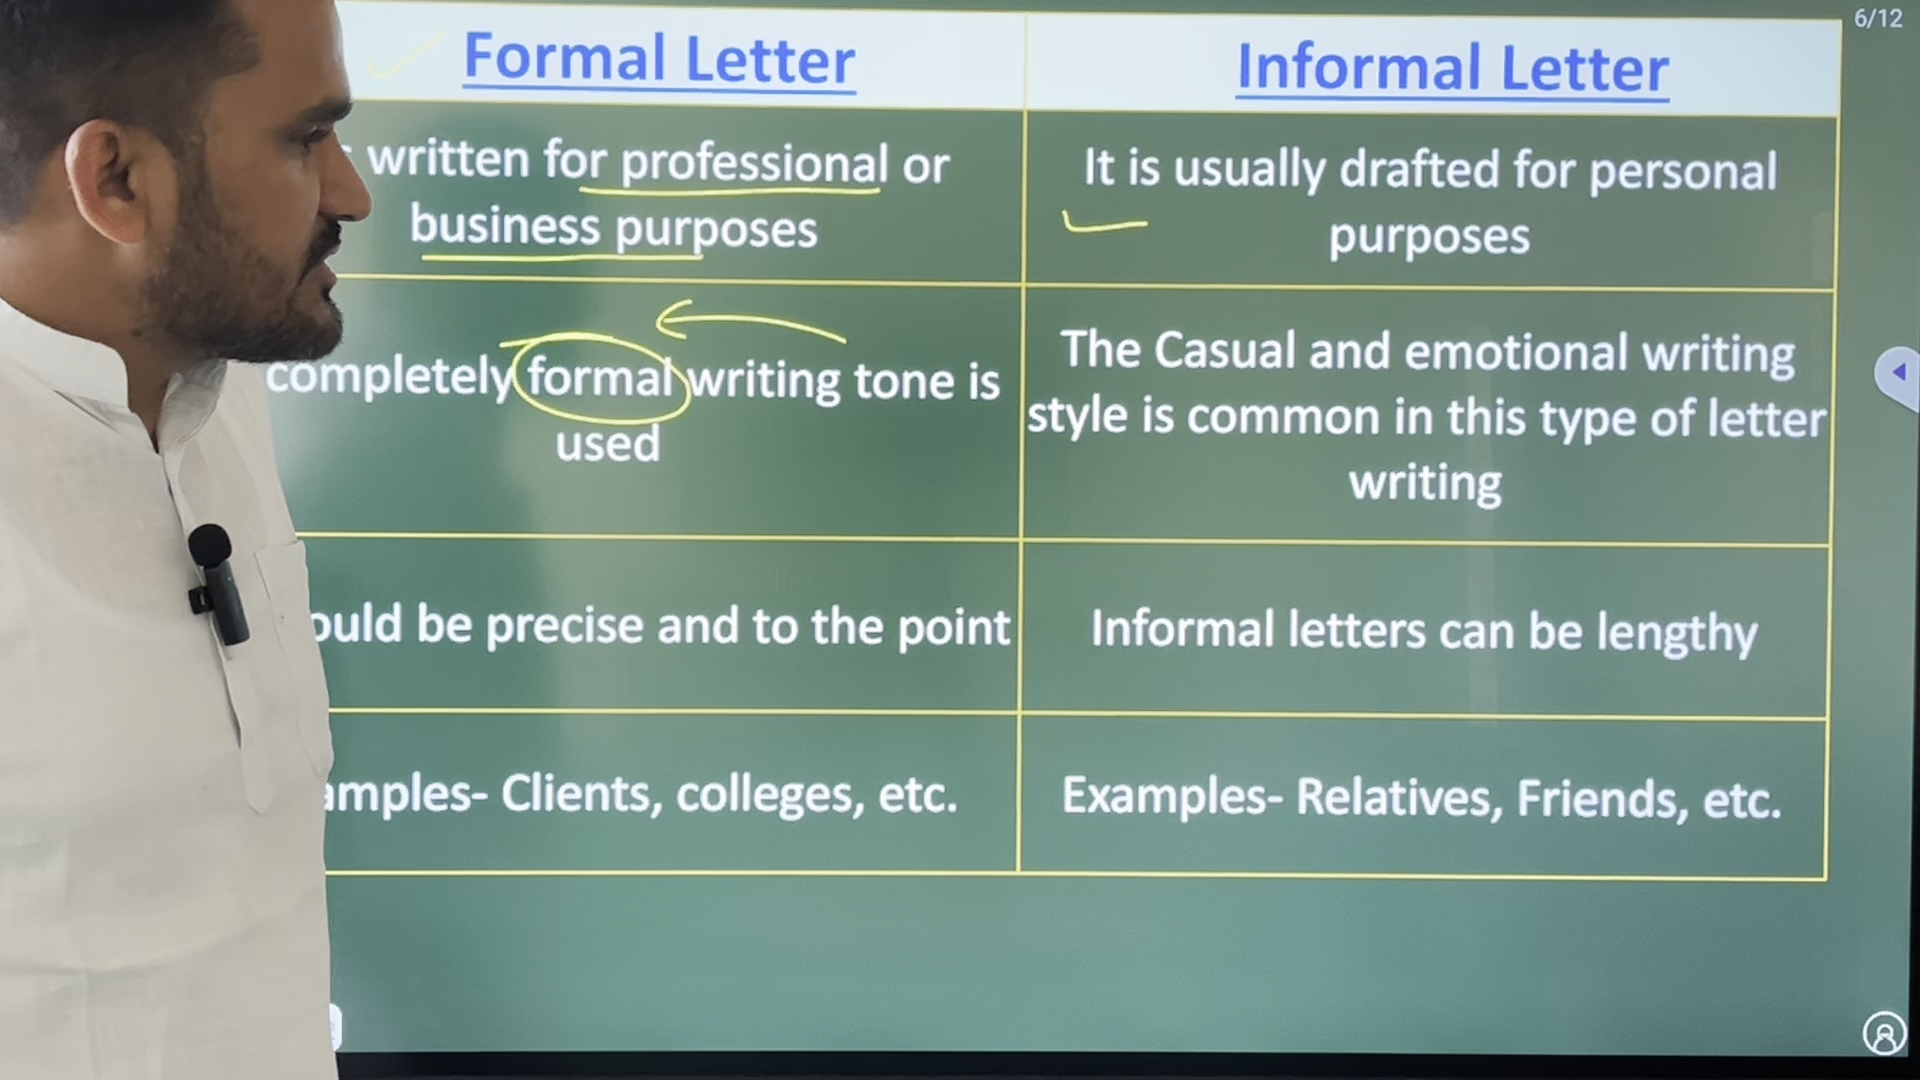 6/12
Formal Letter
Informal Letter
written for professional or
business purposes
It is usually drafted for personal
purposes
completely formal writing tone is
used
The Casual and emotional writing
style is common in this type of letter
writing
be precise and to the point
Informal letters can be lengthy
Clients, colleges, etc.
Examples- Relatives, Friends, etc.